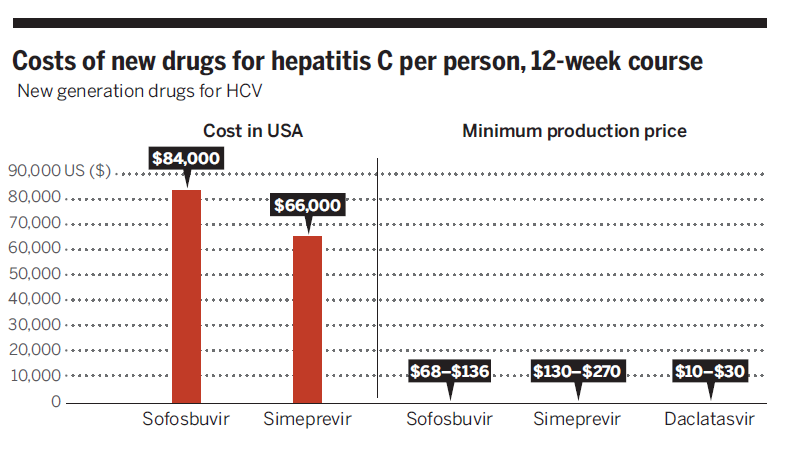 Costs of new drugs for hepatitis C per person, 12-week course
New generation drugs for HCV
Cost in USA
Minimum production price
$84,000
90,000 US ($)
80,000
$66,000
70,000
60,000
50,000
40,000
30,000
20,000
$68–$136
$130–$270
$10–$30
10,000
0
Sofosbuvir
Simeprevir
Sofosbuvir
Simeprevir
Daclatasvir